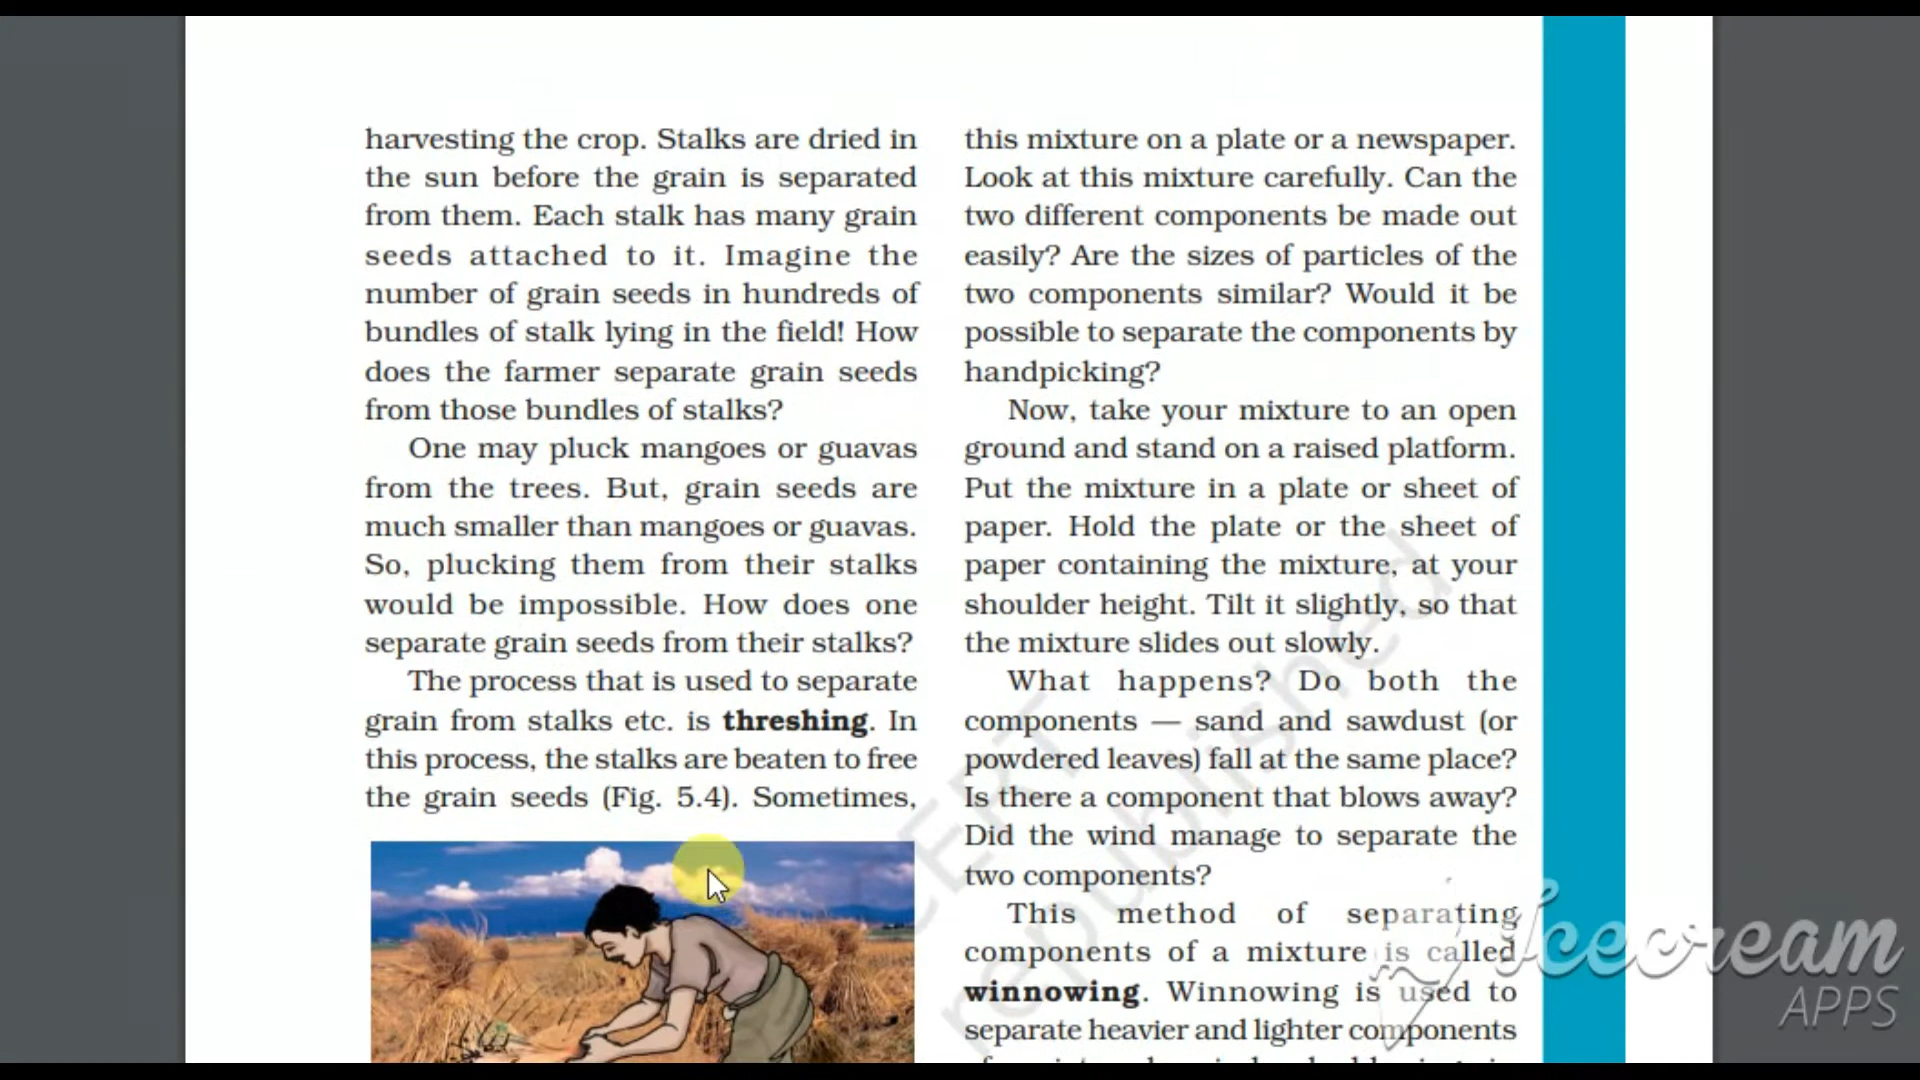 harvesting the crop. Stalks are dried in
the sun before the grain is separated
from them. Each stalk has many grain
seeds attached to it. Imagine the
number of grain seeds in hundreds of
bundles of stalk lying in the field! How
does the farmer separate grain seeds
from those bundles of stalks?
One may pluck mangoes or guavas
from the trees. But, grain seeds are
much smaller than mangoes or guavas.
So, plucking them from their stalks
would be impossible. How does one
separate grain seeds from their stalks?
The process that is used to separate
grain from stalks etc. is threshing. In
this process, the stalks are beaten to free
the grain seeds (Fig. 5.4). Sometimes,
this mixture on a plate or a newspaper.
Look at this mixture carefully. Can the
two different components be made out
easily? Are the sizes of particles of the
two components similar? Would it be
possible to separate the components by
handpicking?
Now, take your mixture to an open
ground and stand on a raised platform.
Put the mixture in a plate or sheet of
paper. Hold the plate or the sheet of
paper containing the mixture, at your
shoulder height. Tilt it slightly, so that
the mixture slides out slowly.
What happens? Do both the
components — sand and sawdust (or
powdered leaves) fall at the same place?
Is there a component that blows away?
Did the wind manage to separate the
two components?
This method of separating
components of a mixture is called
winnowing. Winnowing is used to
separate heavier and lighter components
republished
Icecream
APPS